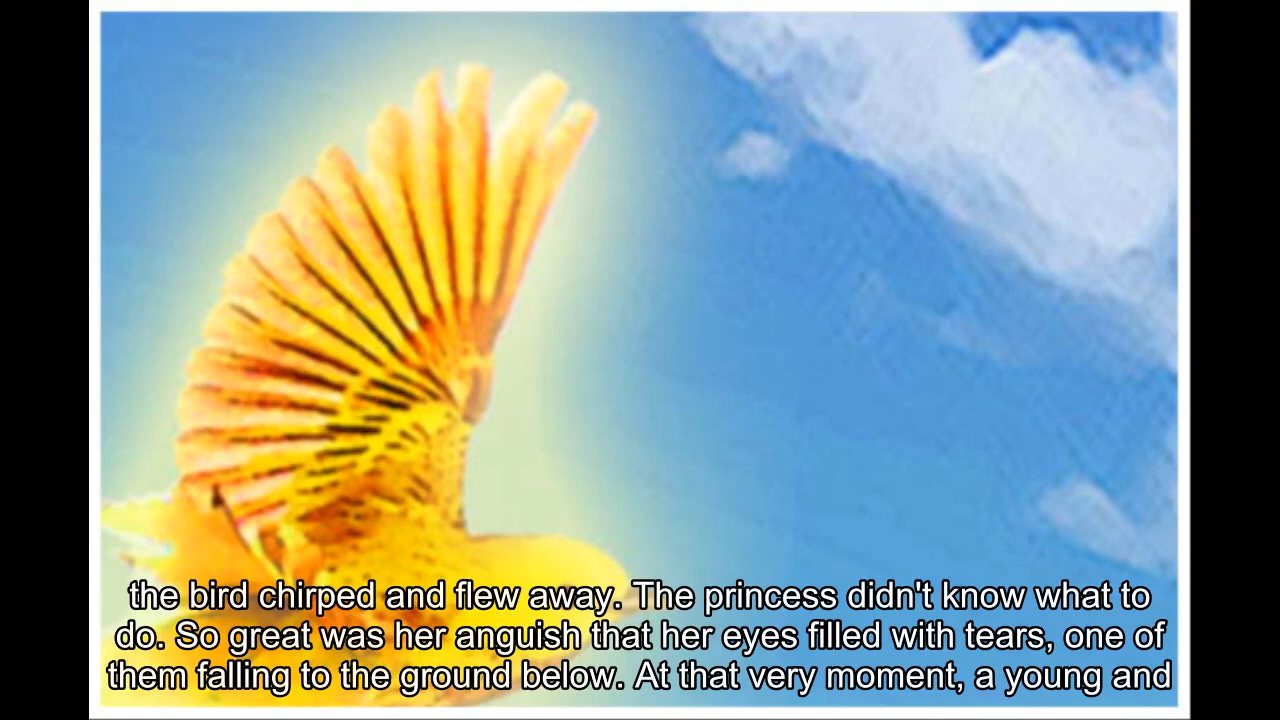 the bird chirped and flew away. The princess didn't know what to
do. So great was her anguish that her eyes filled with tears, one of
them falling to the ground below. At that very moment, a young and